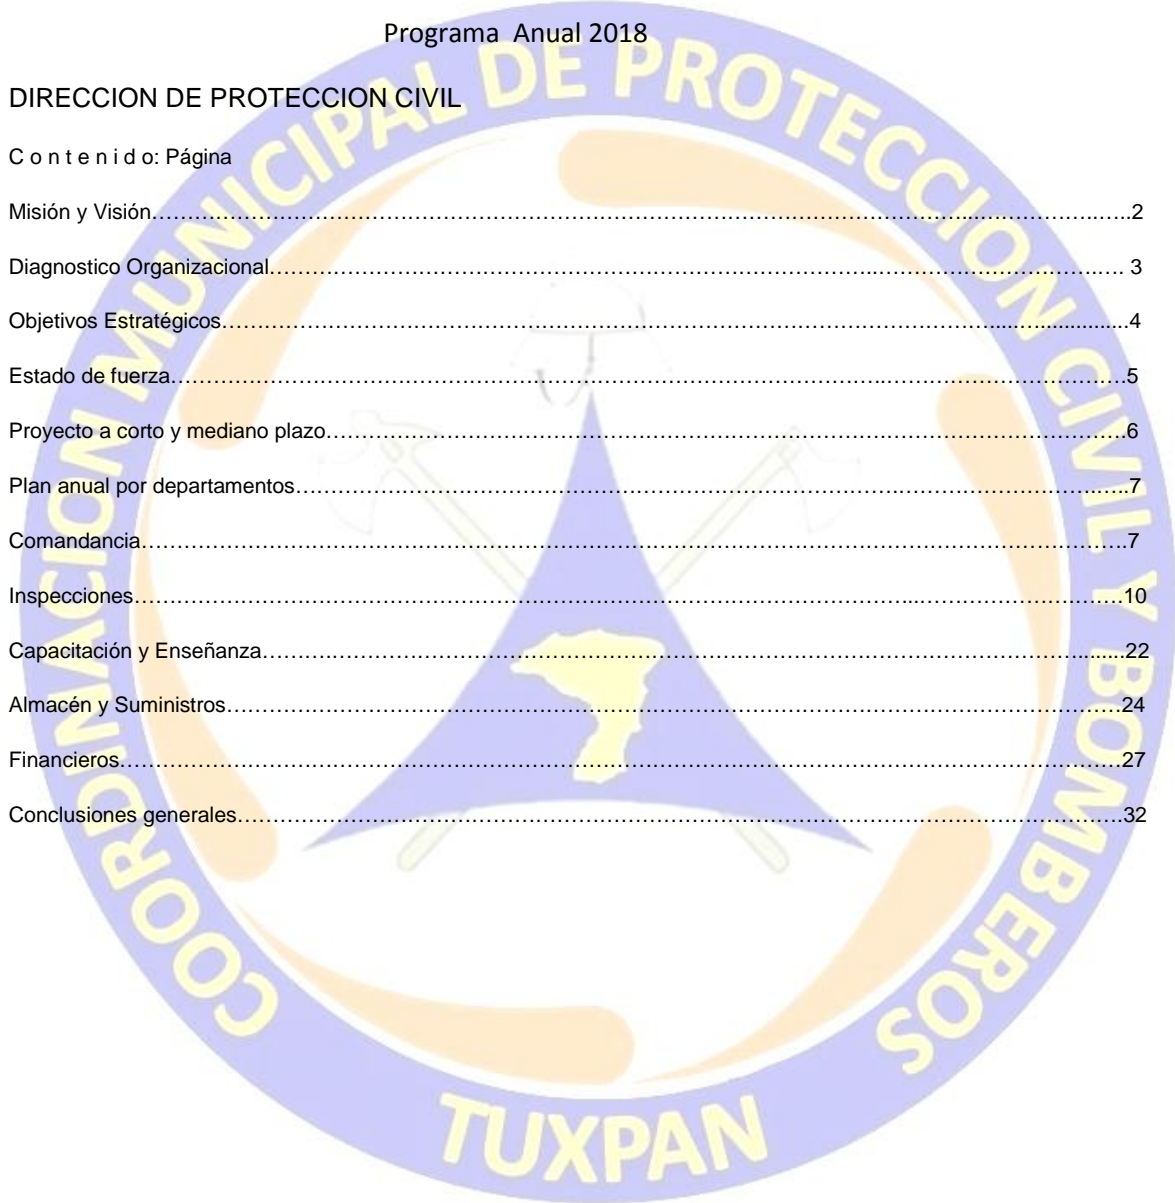 Programa Anual 2018
DIRECCION DE PROTECCION CIVIL
C o n t e n i d o: Página
Misión y Visión……………………………………………………………………………………………………2
Diagnostico Organizacional……………………………………………………………………………………… 3
Objetivos Estratégicos……………………………………………………………………………………………4
Estado de fuerza…………………………………………………………………………………………………5
Proyecto a corto y mediano plazo………………………………………………………………………………6
Plan anual por departamentos……………………………………………………………………………………7
Comandancia………………………………………………………………………………………………………7
Inspecciones………………………………………………………………………………………………………10
Capacitación y Enseñanza………………………………………………………………………………………22
Almacén y Suministros……………………………………………………………………………………………24
Financieros…………………………………………………………………………………………………………27
Conclusiones generales…………………………………………………………………………………………32
COORDINACION MUNICIPAL DE PROTECCION CIVIL Y BOMBEROS
TUXPAN